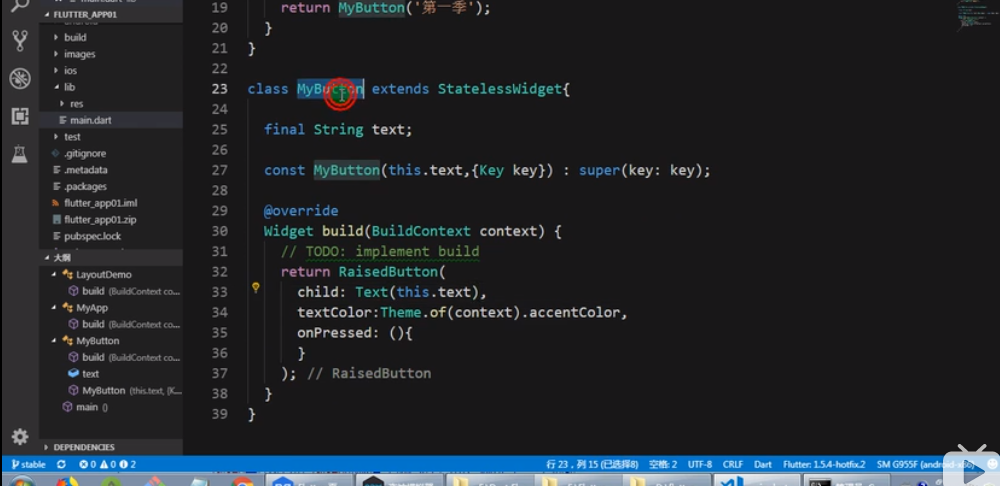 FLUTTER_APP01
build
images
ios
lib
res
main.dart
test
.gitignore
.metadata
.packages
flutter_app01.iml
flutter_app01.zip
pubspec.lock
大纲
LayoutDemo
build (BuildContext co...
MyApp
build (BuildContext co...
MyButton
build (BuildContext co...
text
MyButton (this.text, {K...
main ()
DEPENDENCIES
19 return MyButton('第一季');
20 }
21 }
22
23 class MyButton extends StatelessWidget{
24
25 final String text;
26
27 const MyButton(this.text,{Key key}) : super(key: key);
28
29 @override
30 Widget build(BuildContext context) {
31 // TODO: implement build
32 return RaisedButton(
33 child: Text(this.text),
34 textColor:Theme.of(context).accentColor,
35 onPressed: (){
36 }
37 ); // RaisedButton
38 }
39 }
stable 0 0 2 行 23，列 15 (已选择8) 空格: 2 UTF-8 CRLF Dart Flutter: 1.5.4-hotfix.2 SM G955F (android-x86)